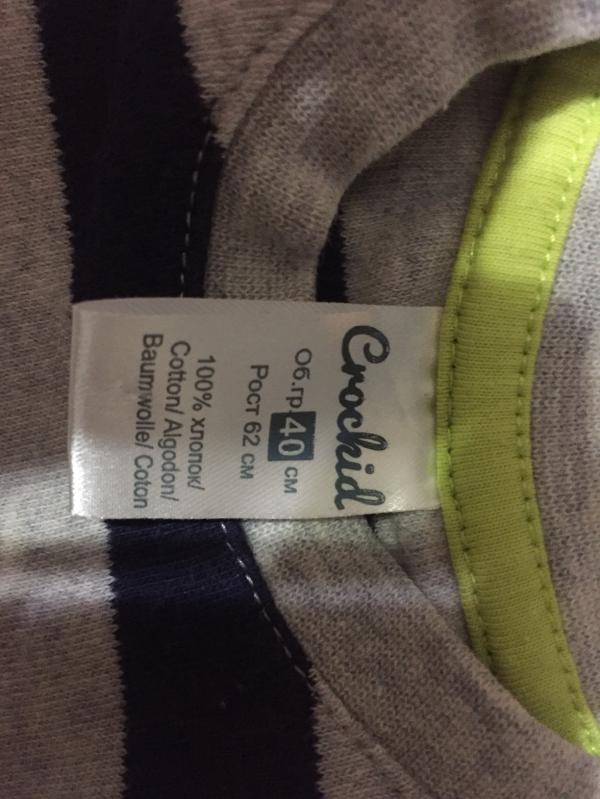 Crockid
Об.гр.40 см
Рост 62 см
100% хлопок/
Cotton/ Algodon/
Baumwolle/ Coton